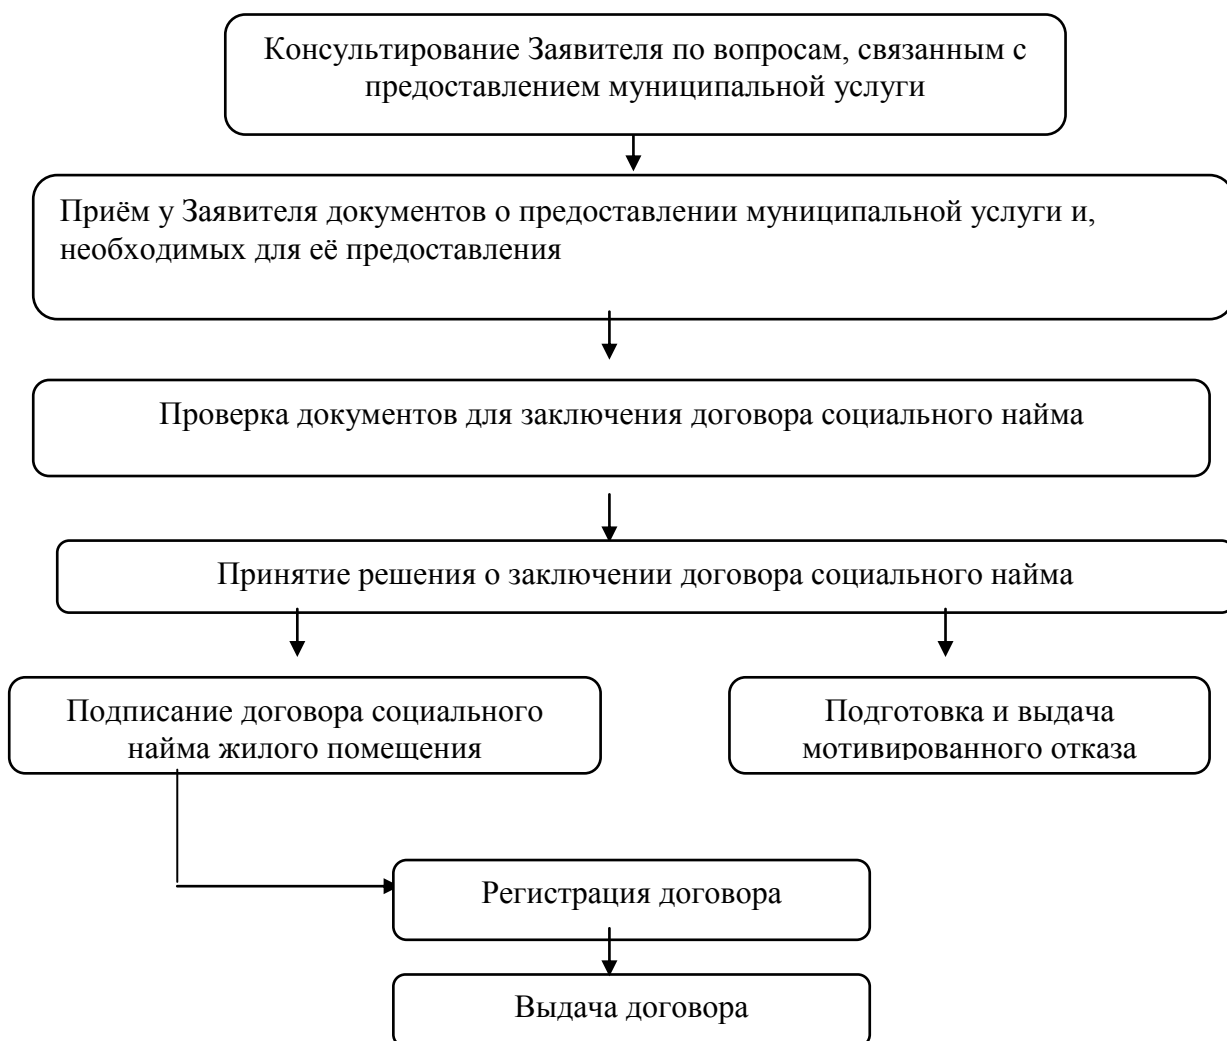 Консультирование Заявителя по вопросам, связанным с
предоставлением муниципальной услуги
Приём у Заявителя документов о предоставлении муниципальной услуги и,
необходимых для её предоставления
Проверка документов для заключения договора социального найма
Принятие решения о заключении договора социального найма
Подписание договора социального
найма жилого помещения
Подготовка и выдача
мотивированного отказа
Регистрация договора
Выдача договора